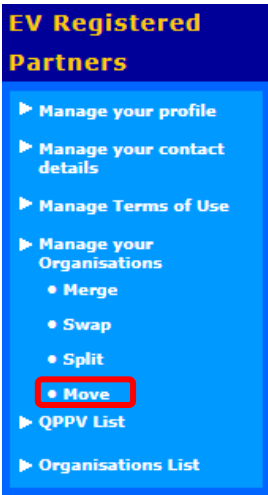 EV Registered
Partners
Manage your profile
Manage your contact
details
Manage Terms of Use
Manage your
Organisations
Merge
Swap
Split
Move
QPPV List
Organisations List